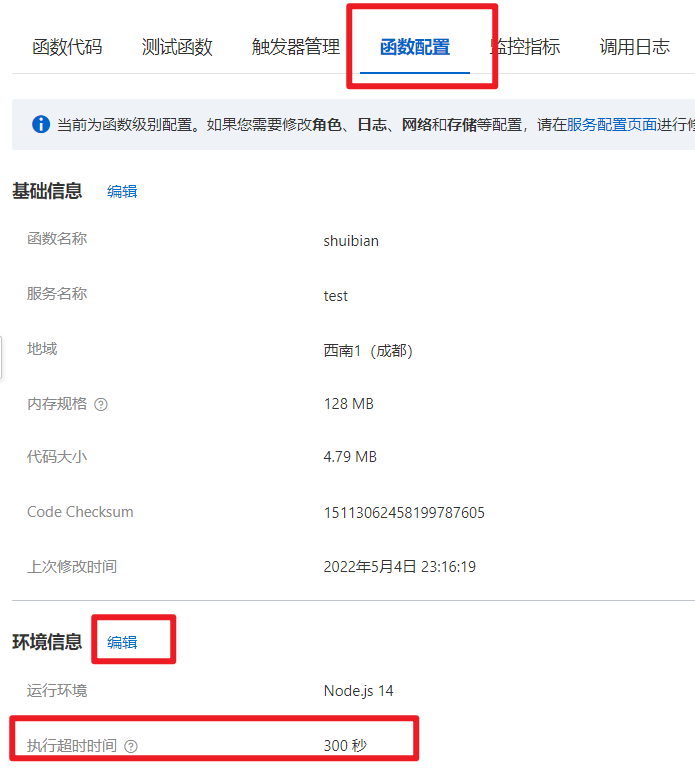 函数代码 测试函数 触发器管理 函数配置 监控指标 调用日志
当前为函数级别配置。如果您需要修改角色、日志、网络和存储等配置，请在服务配置页面进行修
基础信息 编辑
函数名称 shuibian
服务名称 test
地域 西南1（成都）
内存规格 128 MB
代码大小 4.79 MB
Code Checksum 15113062458199787605
上次修改时间 2022年5月4日 23:16:19
环境信息 编辑
运行环境 Node.js 14
执行超时时间 300 秒